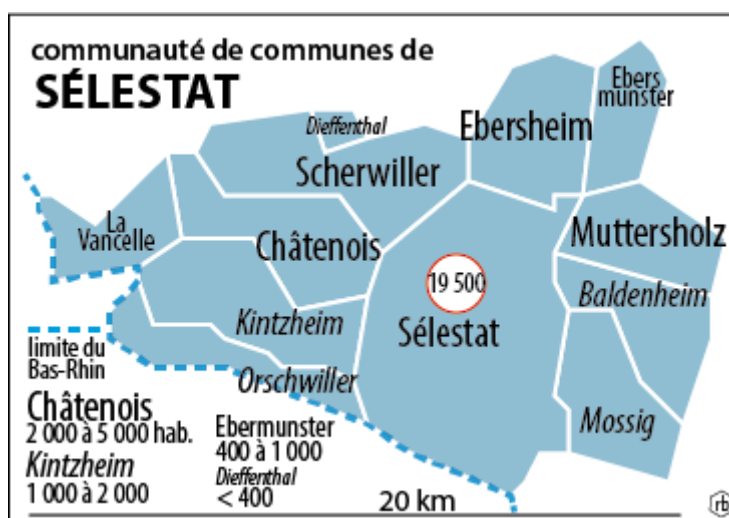 communauté de communes de
SÉLESTAT
Ebers
munster
Dieffenthal
Ebersheim
Scherwiller
La
Vancelle
Châtenois
Muttersholz
19 500
Baldenheim
Kintzheim
Sélestat
limite du
Bas-Rhin
Orschwiller
Mossig
Châtenois
2 000 à 5 000 hab.
Kintzheim
1 000 à 2 000
Ebermunster
400 à 1 000
Dieffenthal
< 400
20 km
rb